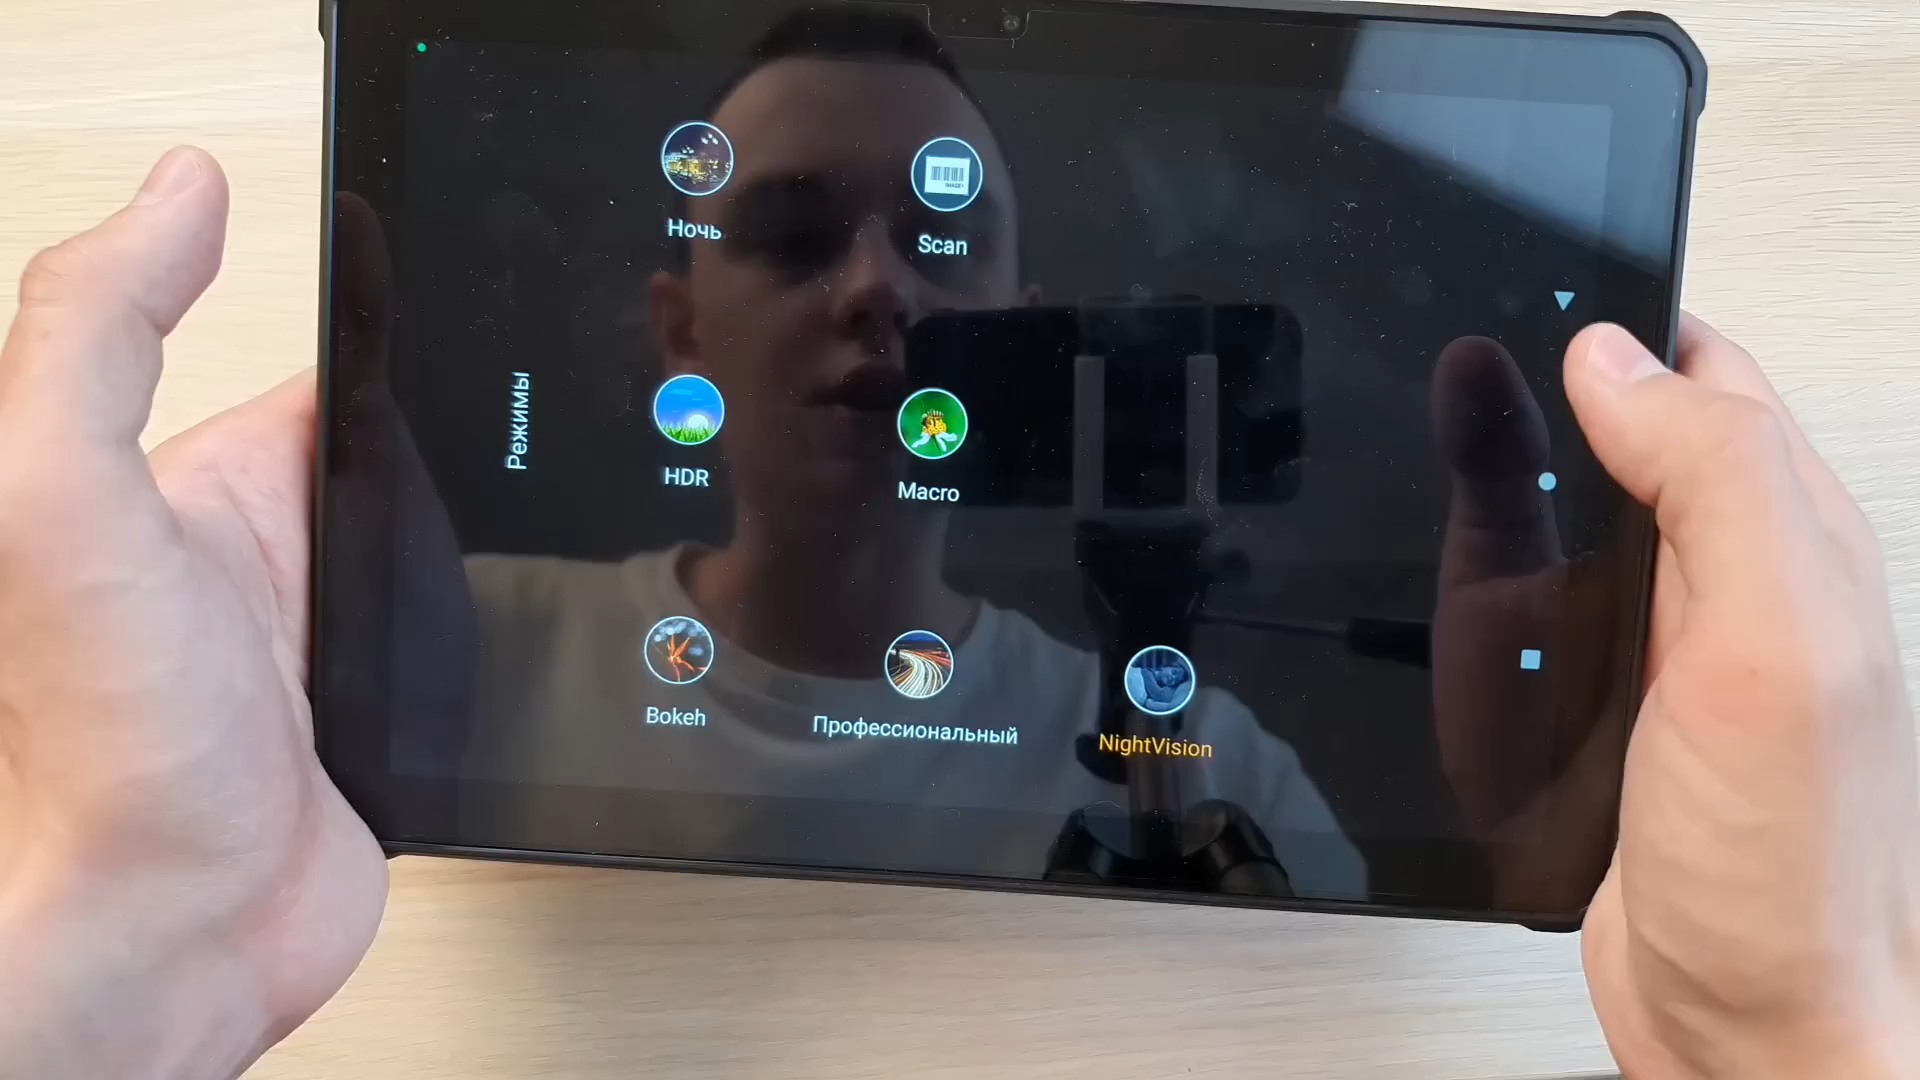 Режимы
Ночь
Scan
HDR
Macro
Bokeh
Профессиональный
NightVision